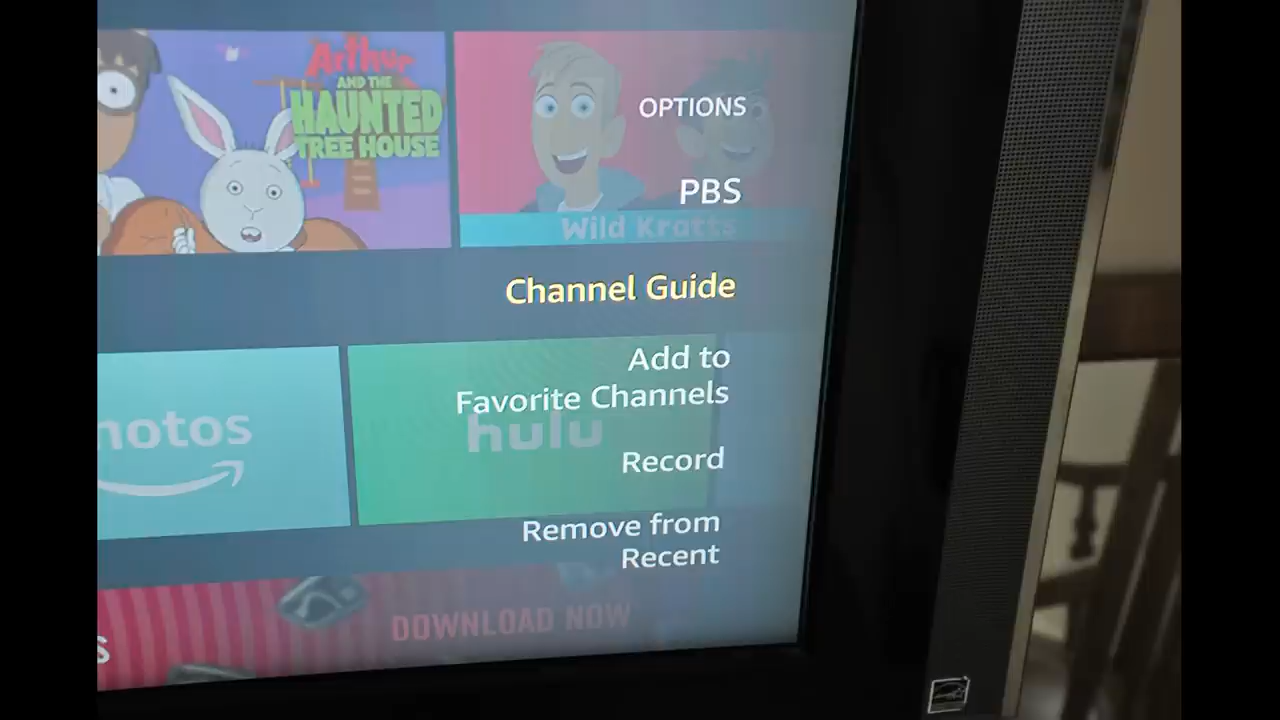 Arthur
AND THE
HAUNTED
TREE HOUSE
OPTIONS
PBS
Wild Kratts
Channel Guide
Add to
Favorite Channels
hotos
hulu
Record
Remove from
Recent
DOWNLOAD NOW
S